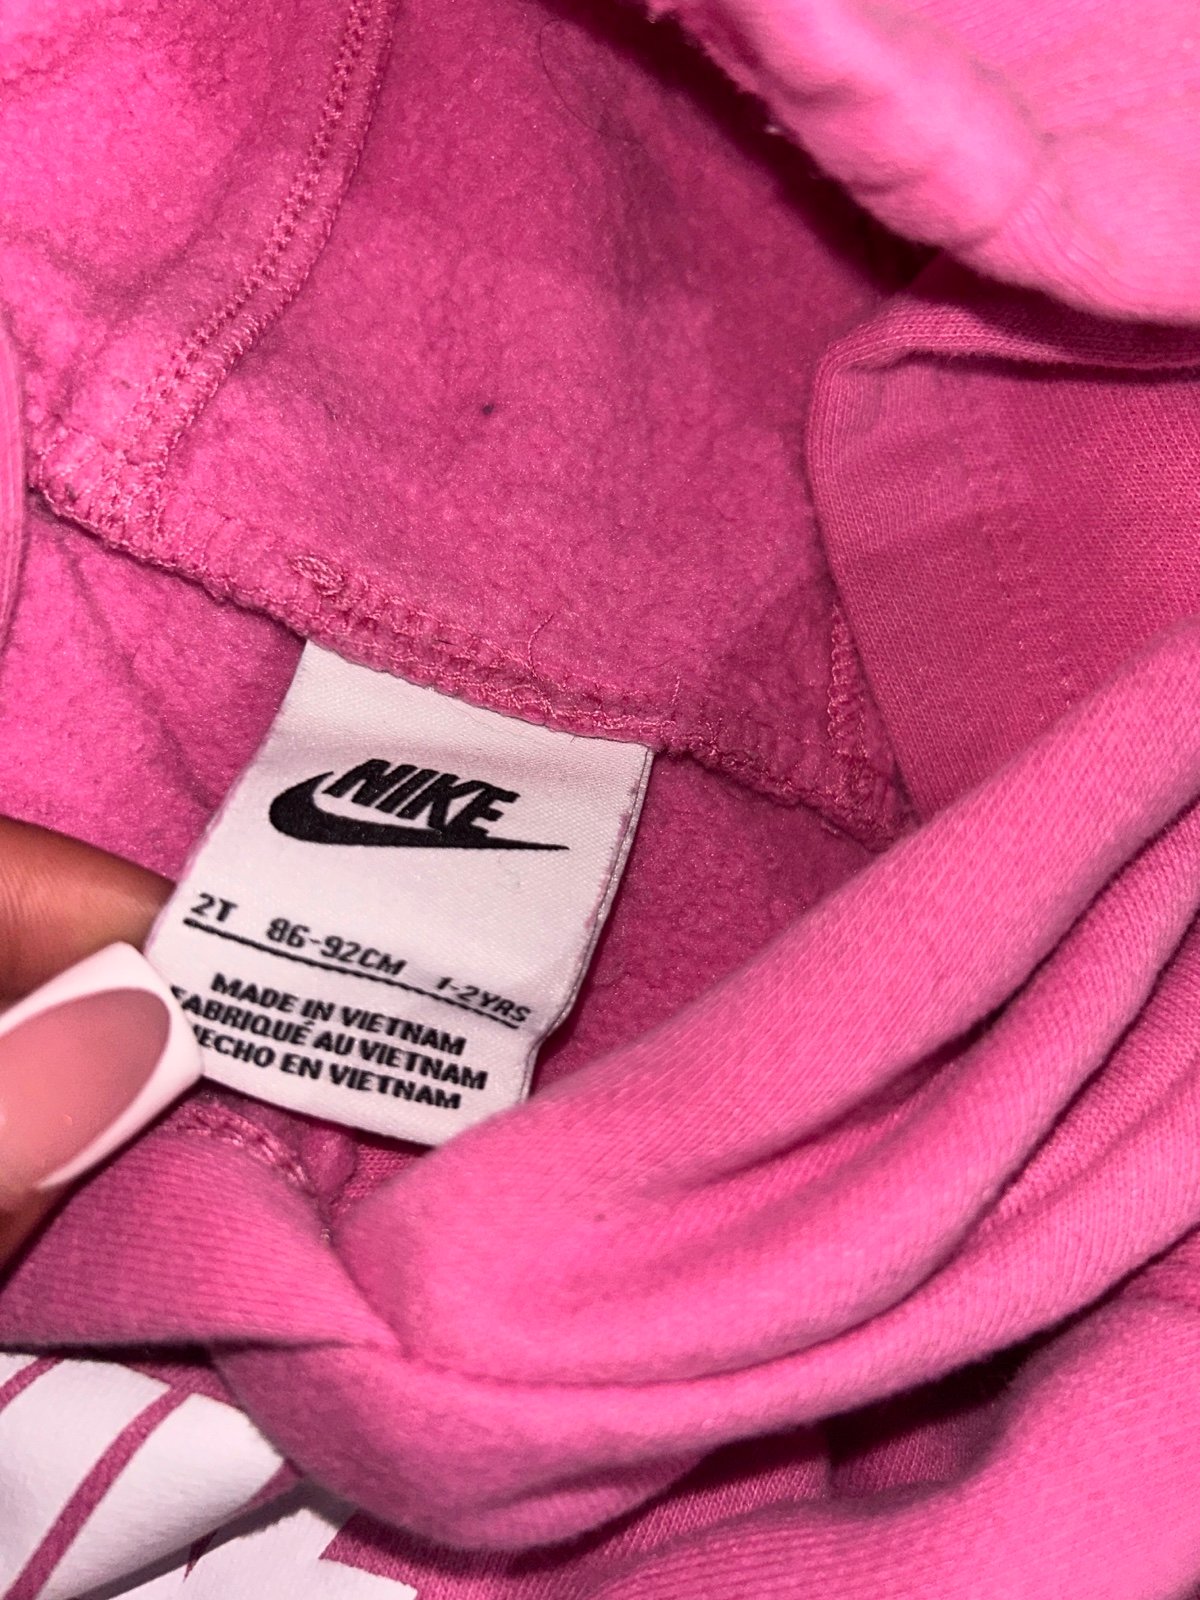 NIKE
2T 86-92CM 1-2YRS
MADE IN VIETNAM
FABRIQUÉ AU VIETNAM
HECHO EN VIETNAM